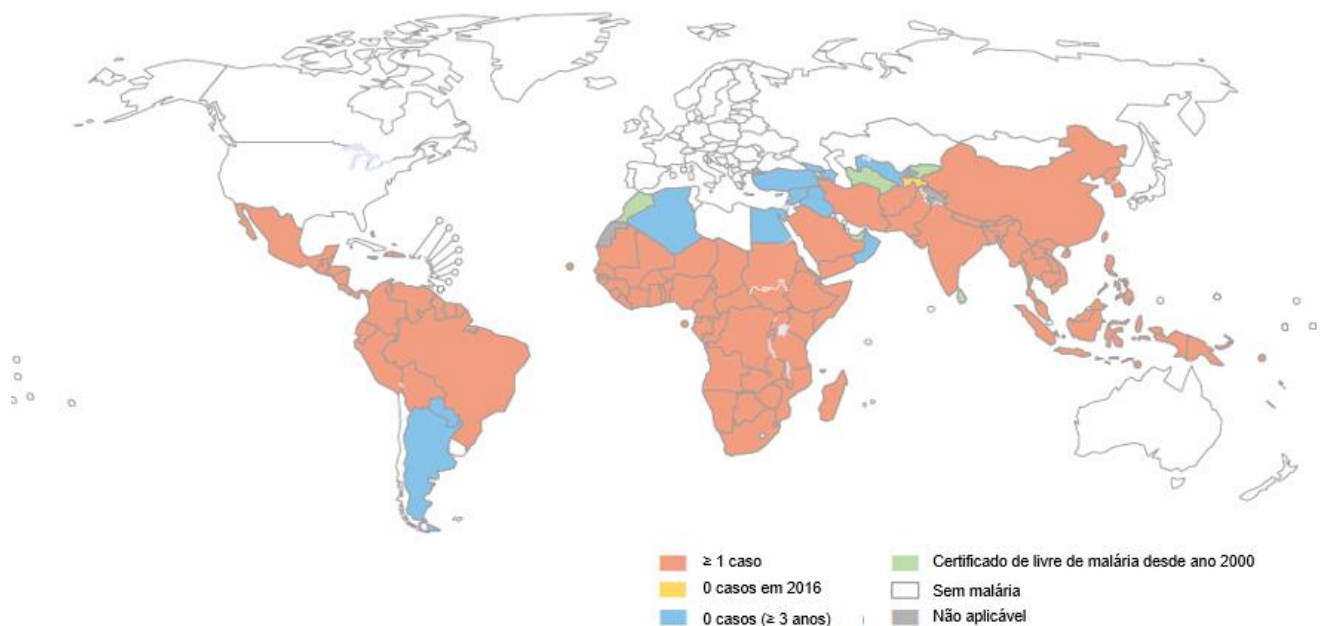 ≥ 1 caso
0 casos em 2016
0 casos (≥ 3 anos)
Certificado de livre de malária desde ano 2000
Sem malária
Não aplicável